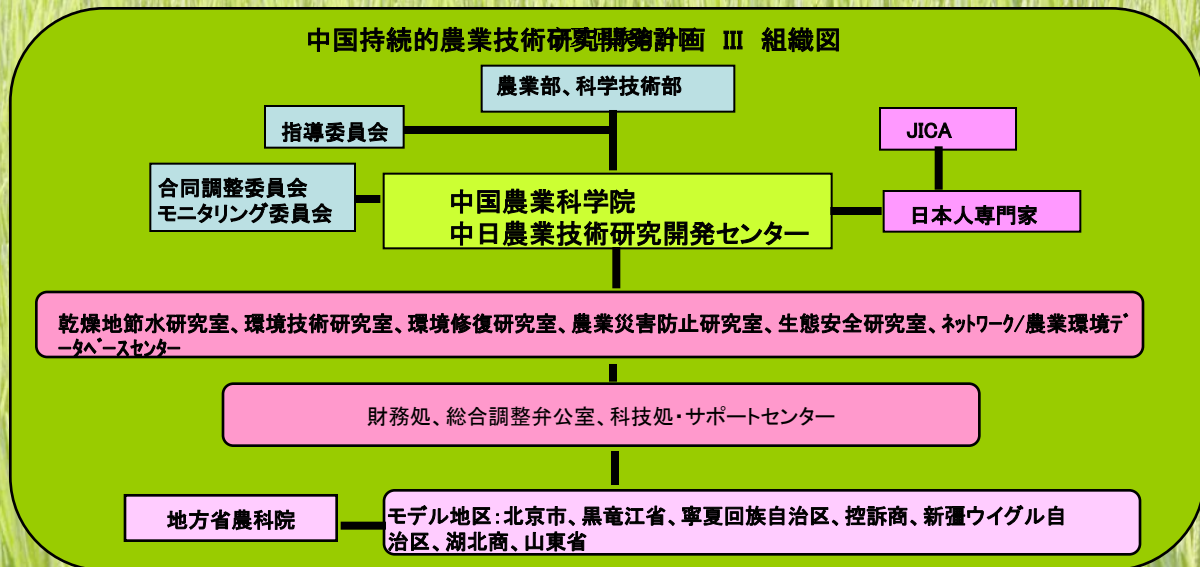 中国持続的農業技術研究開発計画 Ⅲ 組織図
農業部、科学技術部
指導委員会
JICA
合同調整委員会
モニタリング委員会
中国農業科学院
中日農業技術研究開発センター
日本人専門家
乾燥地節水研究室、環境技術研究室、環境修復研究室、農業災害防止研究室、生態安全研究室、ネットワーク/農業環境デ
ータベースセンター
財務処、総合調整弁公室、科技処・サポートセンター
地方省農科院
モデル地区：北京市、黒竜江省、寧夏回族自治区、控訴商、新疆ウイグル自
治区、湖北商、山東省